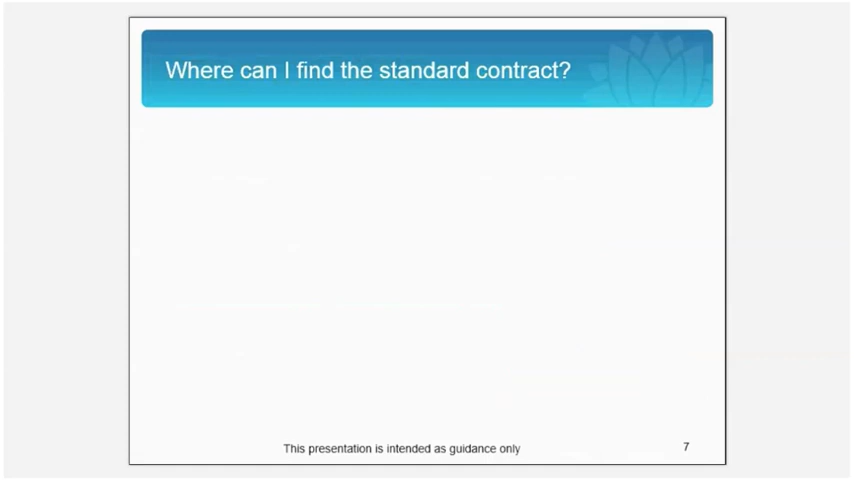 Where can I find the standard contract?
This presentation is intended as guidance only
7